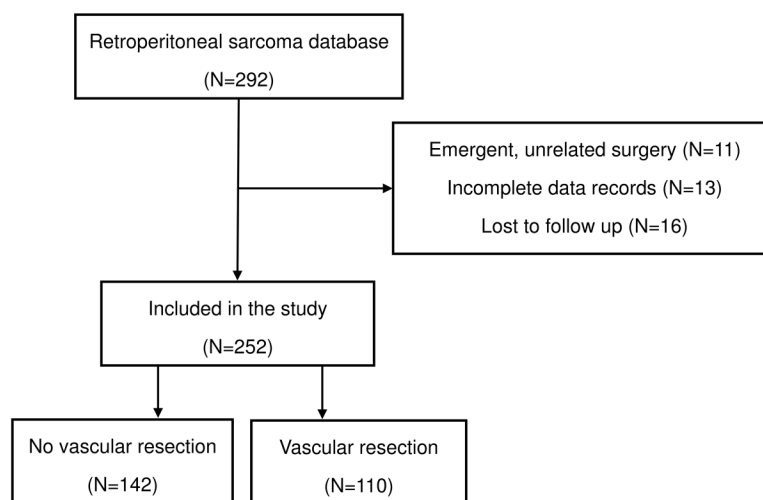 Retroperitoneal sarcoma database
(N=292)
Emergent, unrelated surgery (N=11)
Incomplete data records (N=13)
Lost to follow up (N=16)
Included in the study
(N=252)
No vascular resection
(N=142)
Vascular resection
(N=110)